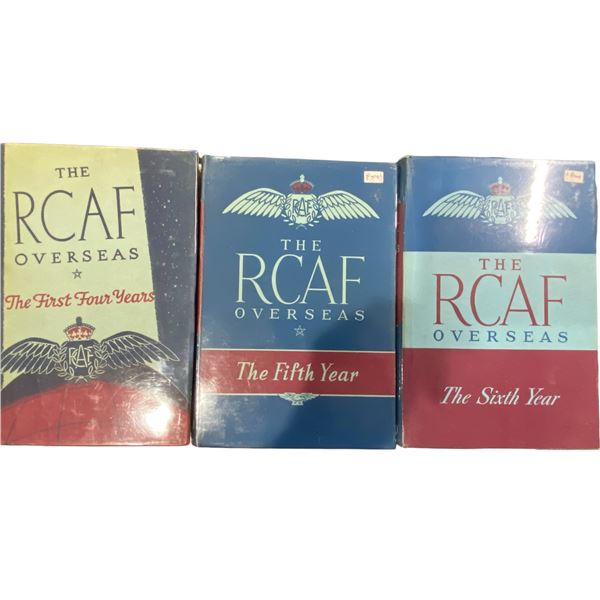 THE
RCAF
OVERSEAS
The First Four Years
RAF
THE
RCAF
OVERSEAS
The Fifth Year
THE
RCAF
OVERSEAS
The Sixth Year